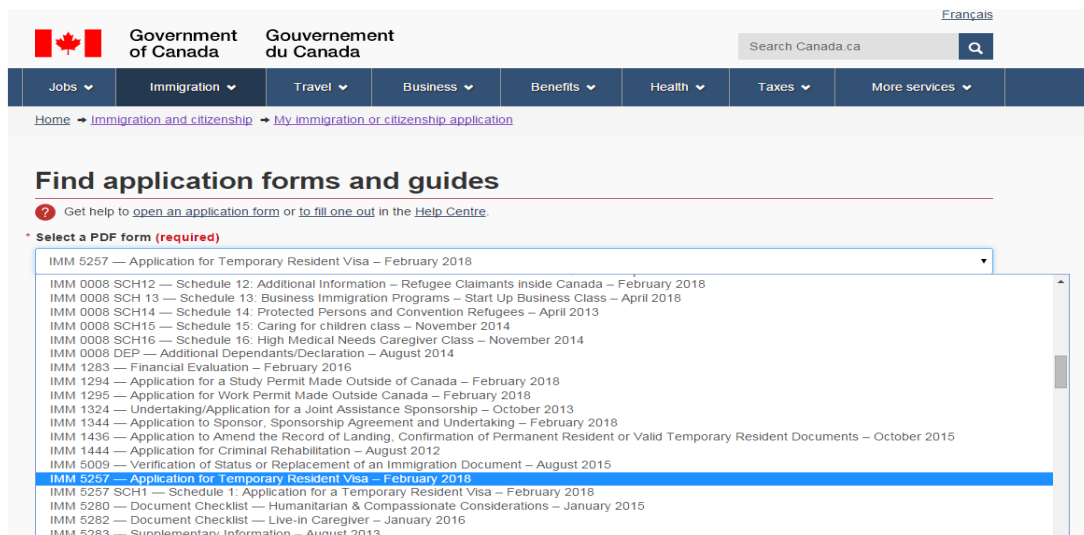 Français
Government of Canada
Gouvernement du Canada
Search Canada.ca
Jobs Immigration Travel Business Benefits Health Taxes More services
Home → Immigration and citizenship → My immigration or citizenship application
Find application forms and guides
? Get help to open an application form or to fill one out in the Help Centre.
* Select a PDF form (required)
IMM 5257 — Application for Temporary Resident Visa – February 2018
IMM 0008 SCH12 — Schedule 12: Additional Information – Refugee Claimants inside Canada – February 2018
IMM 0008 SCH 13 — Schedule 13: Business Immigration Programs – Start Up Business Class – April 2018
IMM 0008 SCH14 — Schedule 14: Protected Persons and Convention Refugees – April 2013
IMM 0008 SCH15 — Schedule 15: Caring for children class – November 2014
IMM 0008 SCH16 — Schedule 16: High Medical Needs Caregiver Class – November 2014
IMM 0008 DEP — Additional Dependants/Declaration – August 2014
IMM 1283 — Financial Evaluation – February 2016
IMM 1294 — Application for a Study Permit Made Outside of Canada – February 2018
IMM 1295 — Application for Work Permit Made Outside Canada – February 2018
IMM 1324 — Undertaking/Application for a Joint Assistance Sponsorship – October 2013
IMM 1344 — Application to Sponsor, Sponsorship Agreement and Undertaking – February 2018
IMM 1436 — Application to Amend the Record of Landing, Confirmation of Permanent Resident or Valid Temporary Resident Documents – October 2015
IMM 1444 — Application for Criminal Rehabilitation – August 2012
IMM 5009 — Verification of Status or Replacement of an Immigration Document – August 2015
IMM 5257 — Application for Temporary Resident Visa – February 2018
IMM 5257 SCH1 — Schedule 1: Application for a Temporary Resident Visa – February 2018
IMM 5280 — Document Checklist — Humanitarian & Compassionate Considerations – January 2015
IMM 5282 — Document Checklist — Live-in Caregiver – January 2016
IMM 5283 — Supplementary Information – August 2013